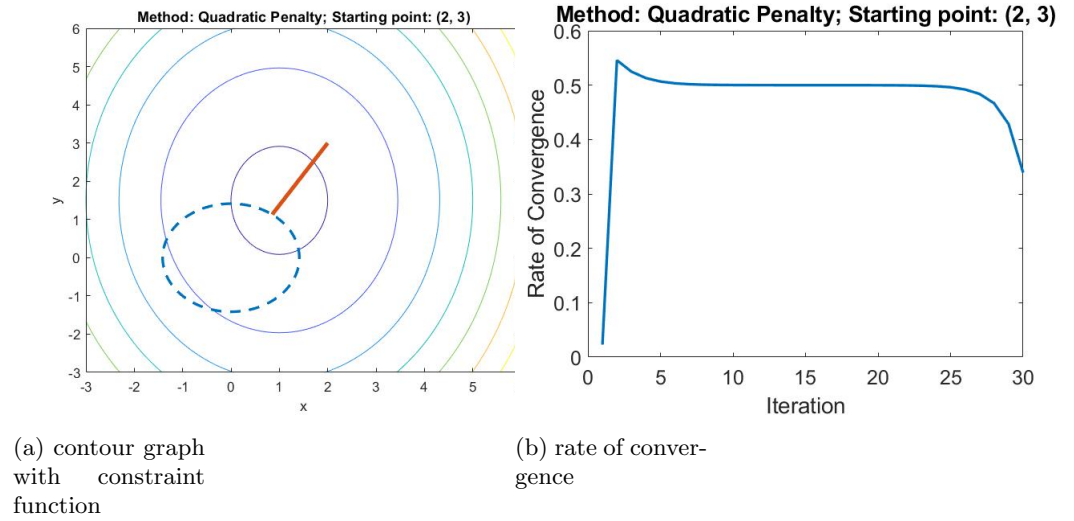 Method: Quadratic Penalty; Starting point: (2, 3)
6
5
4
3
2
1
0
-1
-2
-3
y
-3 -2 -1 0 1 2 3 4 5
x
(a) contour graph
with constraint
function
Method: Quadratic Penalty; Starting point: (2, 3)
0.6
0.5
0.4
0.3
0.2
0.1
0
Rate of Convergence
0 5 10 15 20 25 30
Iteration
(b) rate of conver-
gence